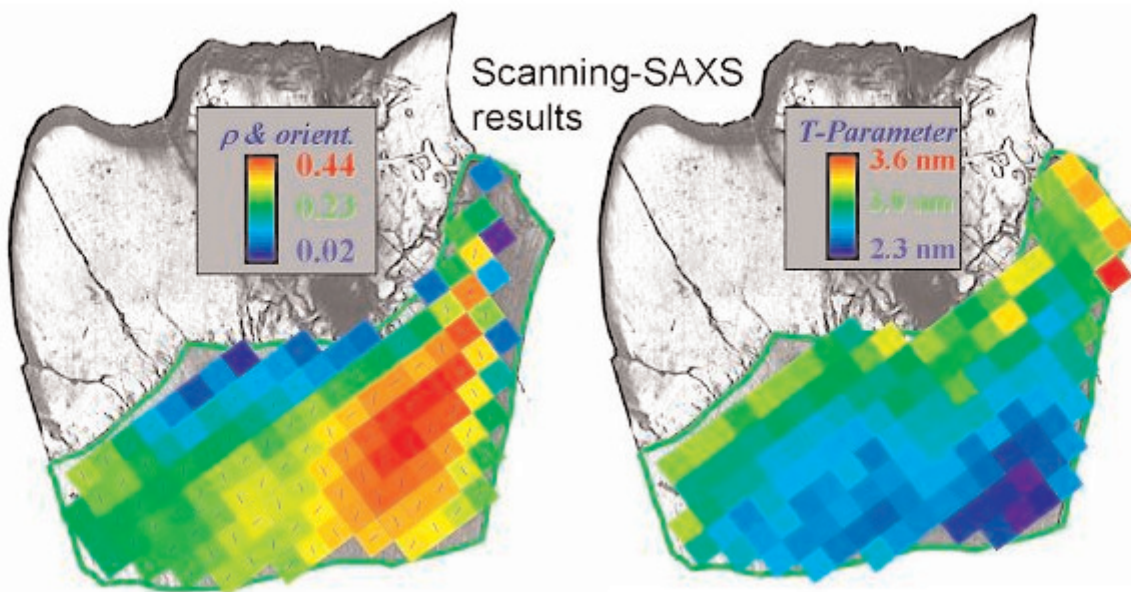 Scanning-SAXS
results
ρ & orient.
0.44
0.23
0.02
T-Parameter
3.6 nm
2.3 nm